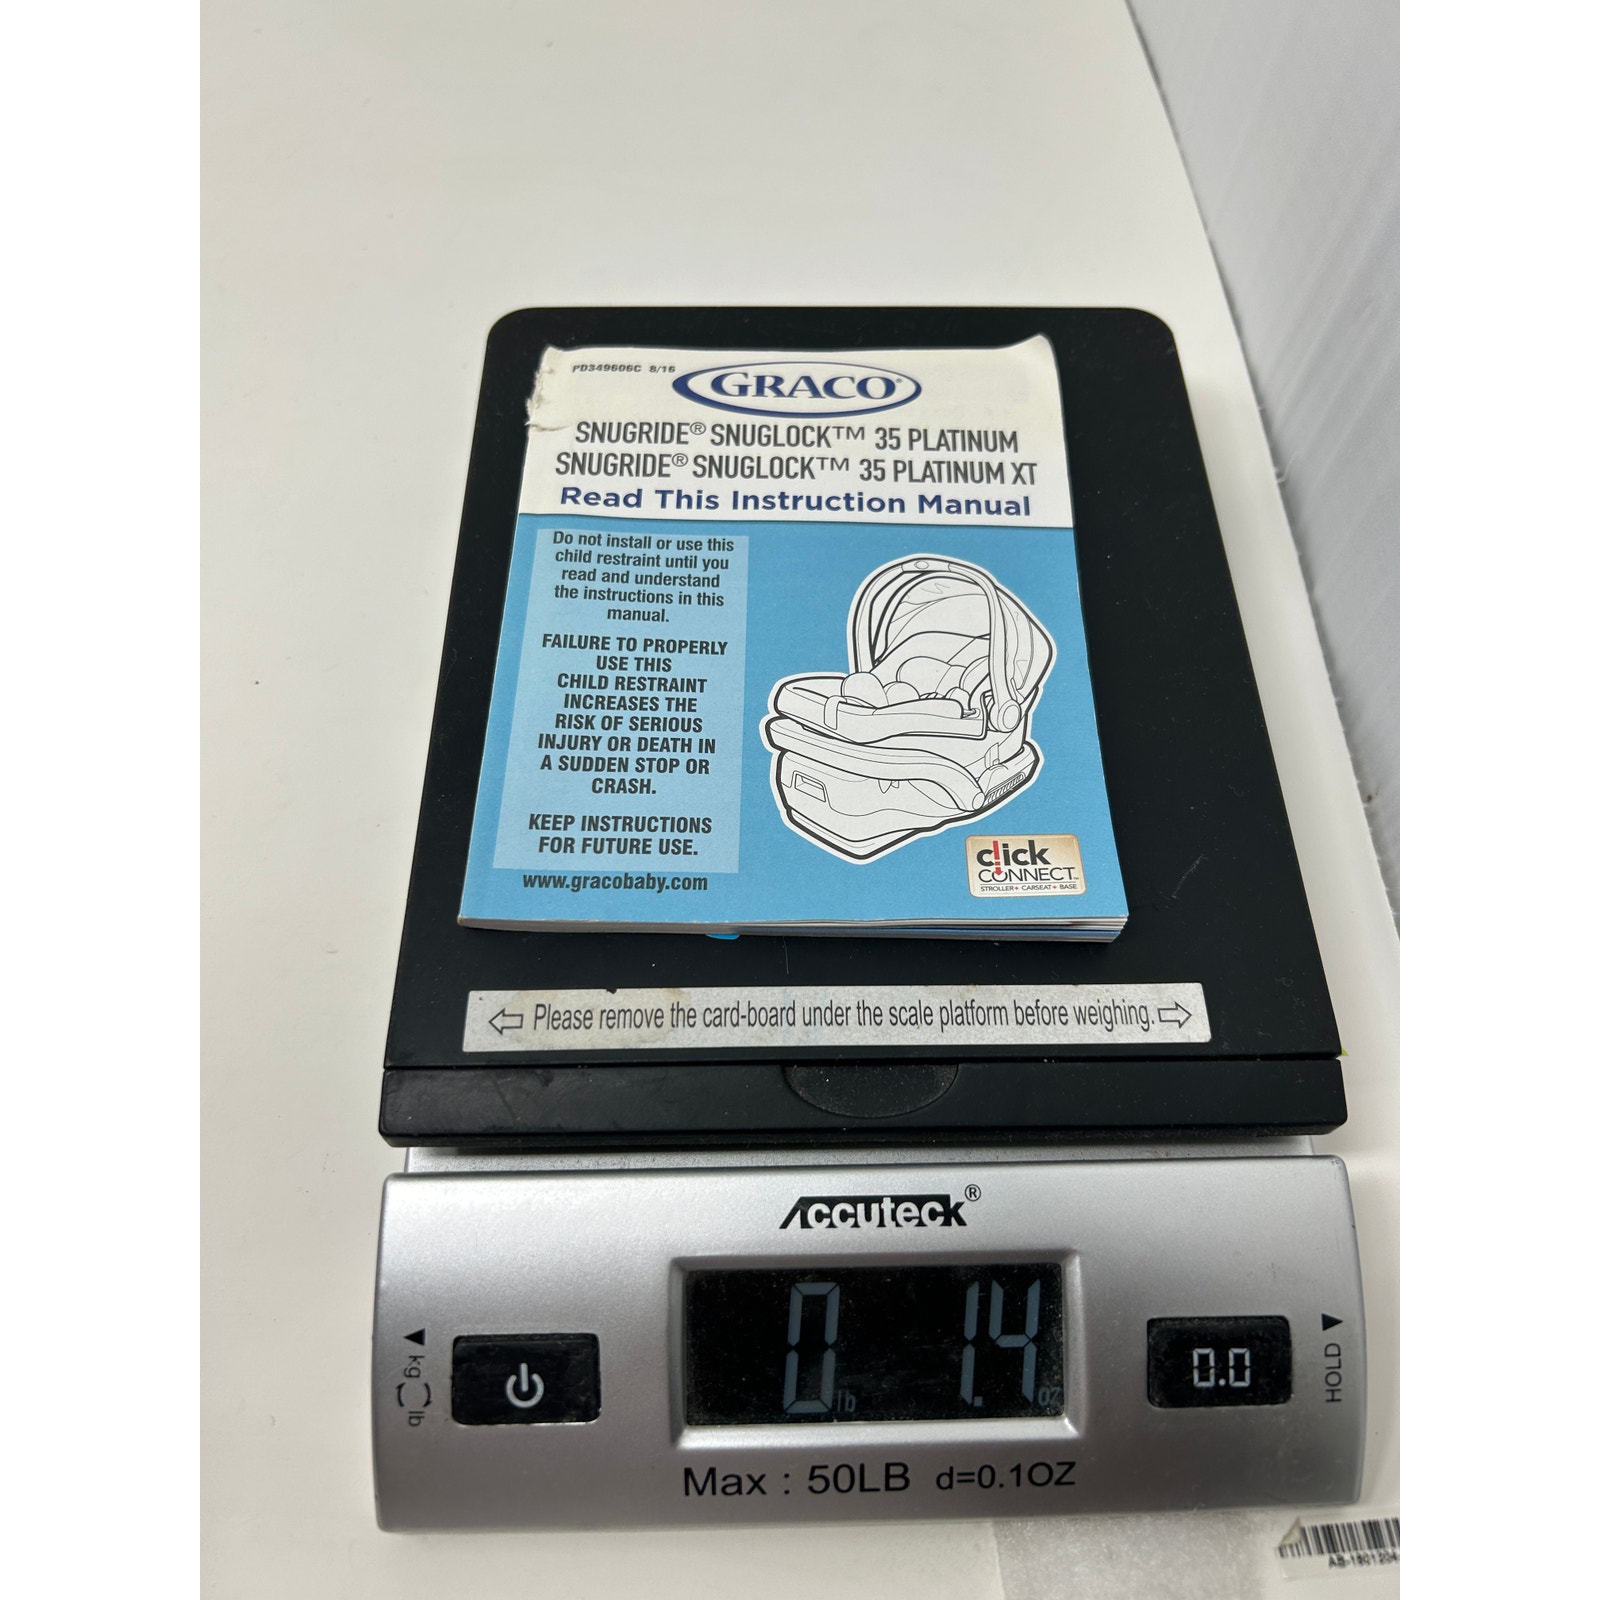 PD349606C 8/16
GRACO®
SNUGRIDE® SNUGLOCK™ 35 PLATINUM
SNUGRIDE® SNUGLOCK™ 35 PLATINUM XT
Read This Instruction Manual
Do not install or use this
child restraint until you
read and understand
the instructions in this
manual.
FAILURE TO PROPERLY
USE THIS
CHILD RESTRAINT
INCREASES THE
RISK OF SERIOUS
INJURY OR DEATH IN
A SUDDEN STOP OR
CRASH.
KEEP INSTRUCTIONS
FOR FUTURE USE.
www.gracobaby.com
click
CONNECT™
STROLLER+ CARSEAT+ BASE
Please remove the card-board under the scale platform before weighing.
Accuteck®
kg lb
0 lb 1.4 oz
0.0
HOLD
Max : 50LB d=0.1OZ